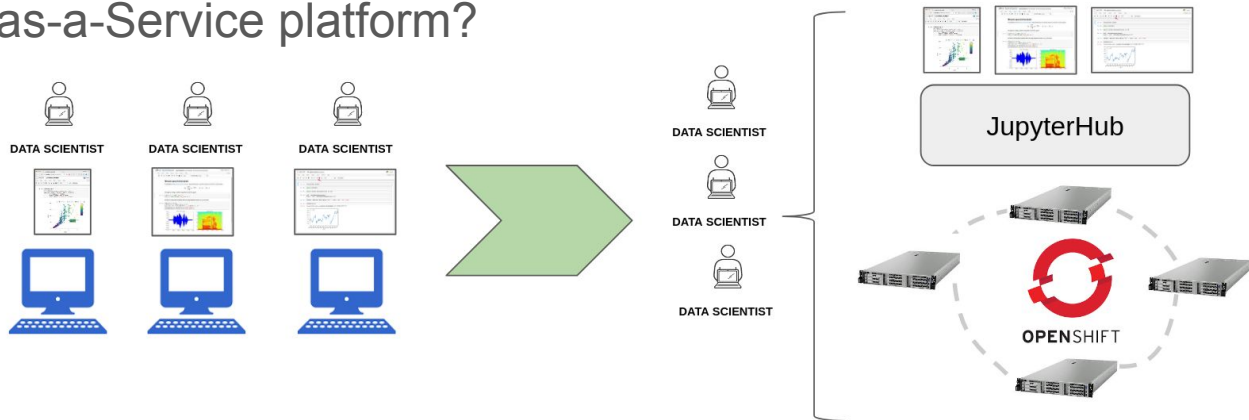 as-a-Service platform?
DATA SCIENTIST
DATA SCIENTIST
DATA SCIENTIST
DATA SCIENTIST
DATA SCIENTIST
DATA SCIENTIST
JupyterHub
OPENSHIFT